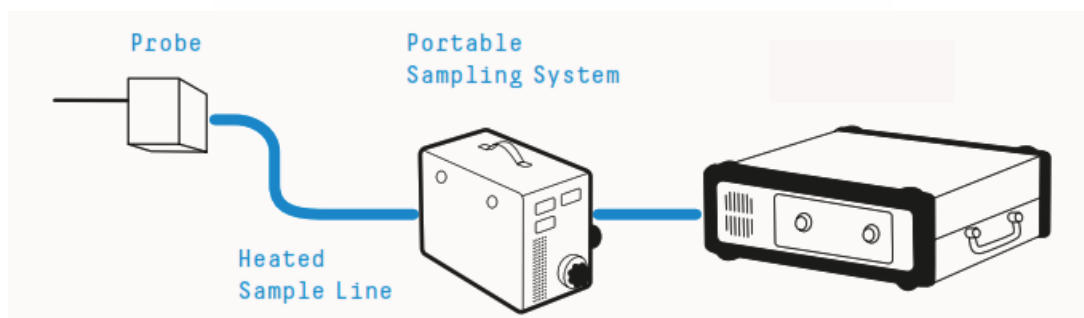 Probe
Portable
Sampling System
Heated
Sample Line